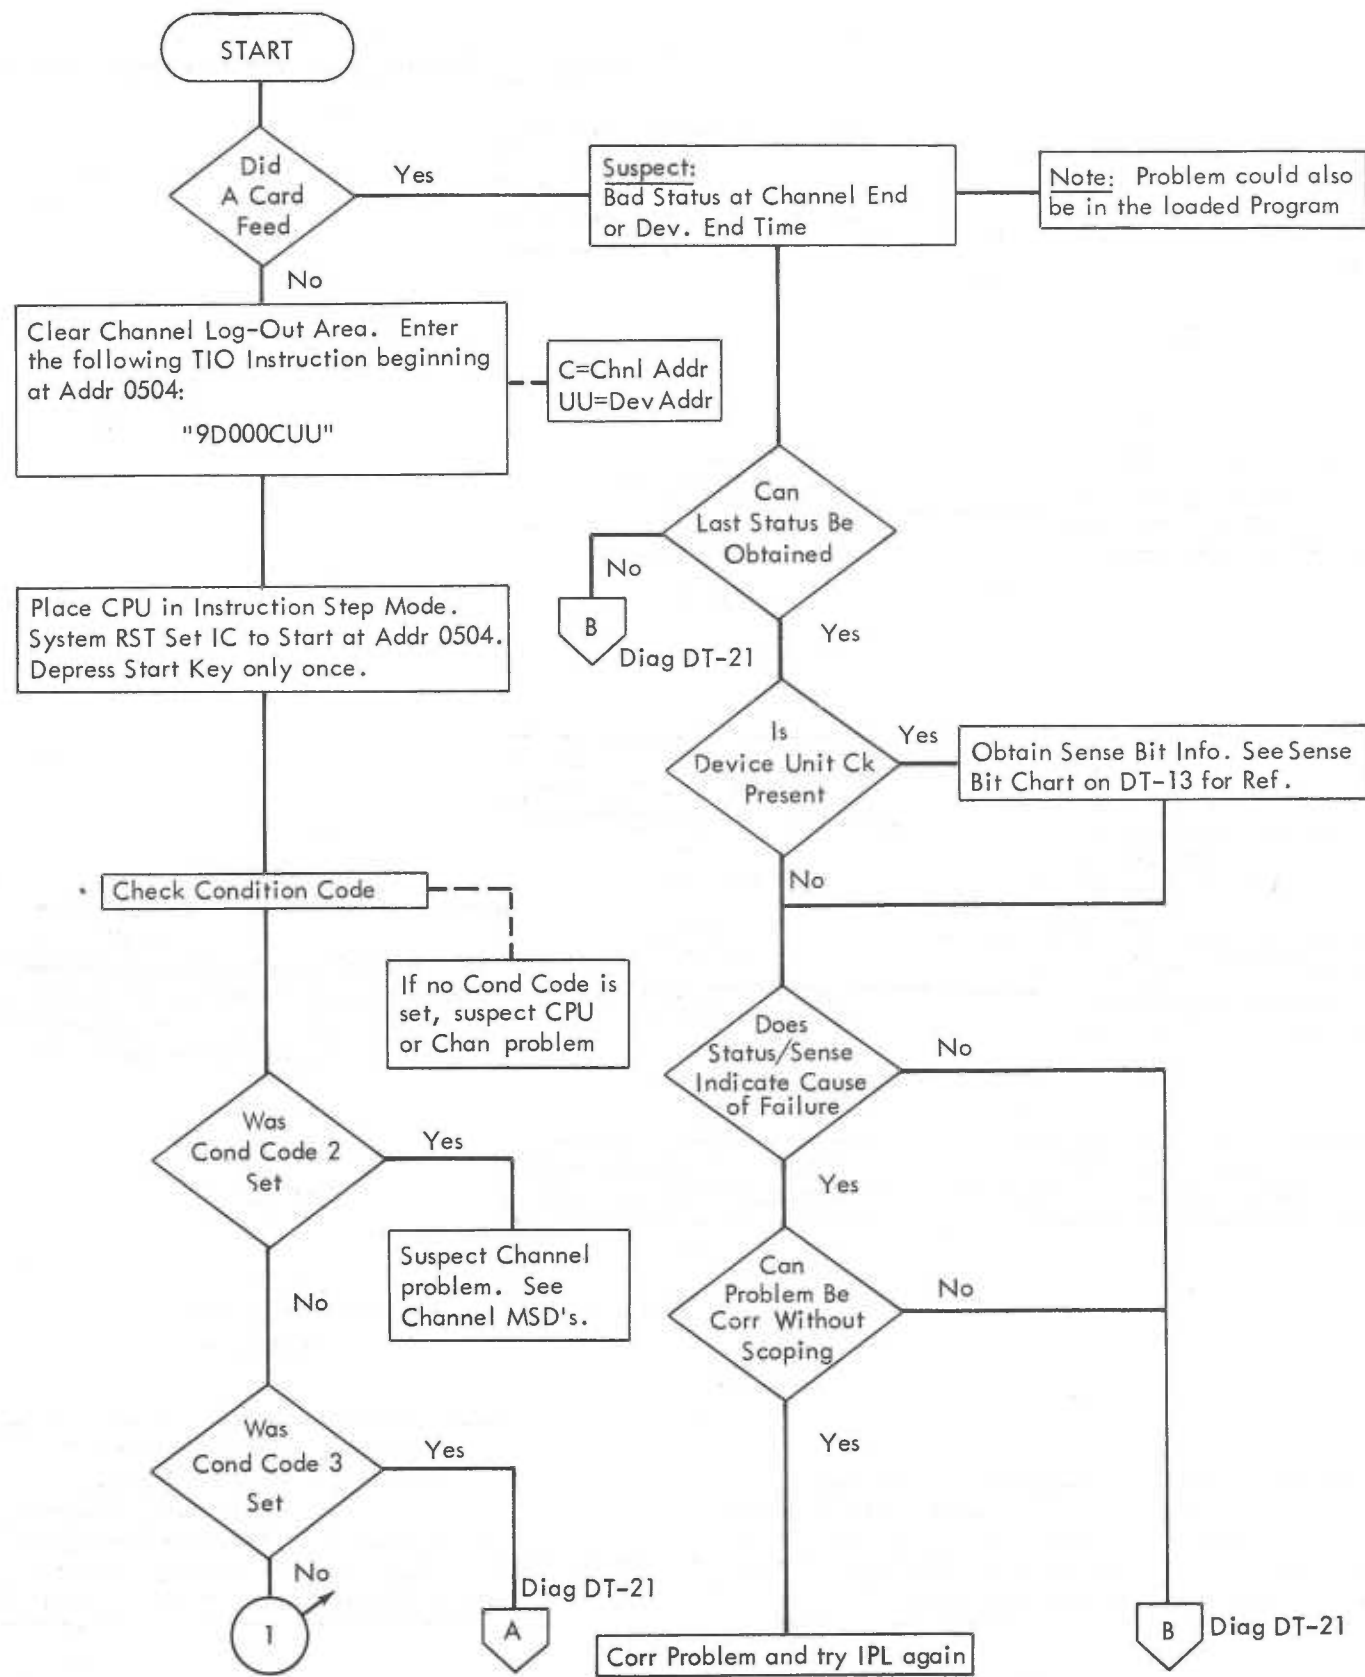 START
Did
A Card
Feed
Yes
Suspect:
Bad Status at Channel End
or Dev. End Time
Note: Problem could also
be in the loaded Program
No
Clear Channel Log-Out Area. Enter
the following TIO Instruction beginning
at Addr 0504:
"9D000CUU"
C=Chnl Addr
UU=Dev Addr
Can
Last Status Be
Obtained
No
B
Diag DT-21
Yes
Place CPU in Instruction Step Mode.
System RST Set IC to Start at Addr 0504.
Depress Start Key only once.
Is
Device Unit Ck
Present
Yes
Obtain Sense Bit Info. See Sense
Bit Chart on DT-13 for Ref.
No
Check Condition Code
If no Cond Code is
set, suspect CPU
or Chan problem
Does
Status/Sense
Indicate Cause
of Failure
No
Yes
Was
Cond Code 2
Set
Yes
Suspect Channel
problem. See
Channel MSD's.
No
Can
Problem Be
Corr Without
Scoping
No
Yes
Was
Cond Code 3
Set
Yes
No
1
Diag DT-21
A
Corr Problem and try IPL again
B
Diag DT-21